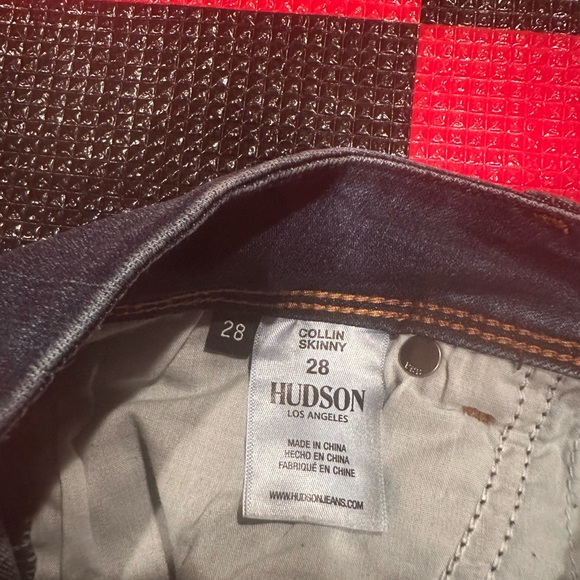 28
COLLIN
SKINNY
28
HUDSON
LOS ANGELES
MADE IN CHINA
HECHO EN CHINA
FABRIQUÉ EN CHINE
WWW.HUDSONJEANS.COM